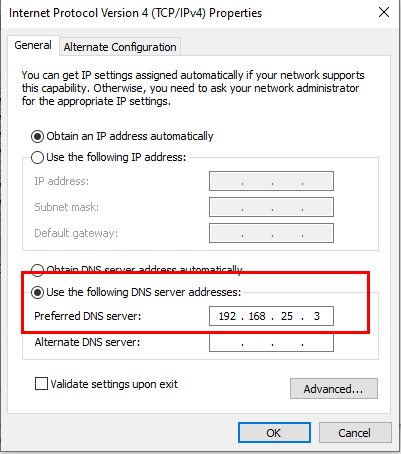 Internet Protocol Version 4 (TCP/IPv4) Properties
General
Alternate Configuration
You can get IP settings assigned automatically if your network supports
this capability. Otherwise, you need to ask your network administrator
for the appropriate IP settings.
Obtain an IP address automatically
Use the following IP address:
IP address: . . .
Subnet mask: . . .
Default gateway: . . .
Obtain DNS server address automatically
Use the following DNS server addresses:
Preferred DNS server: 192 . 168 . 25 . 3
Alternate DNS server: . . .
Validate settings upon exit
Advanced...
OK
Cancel